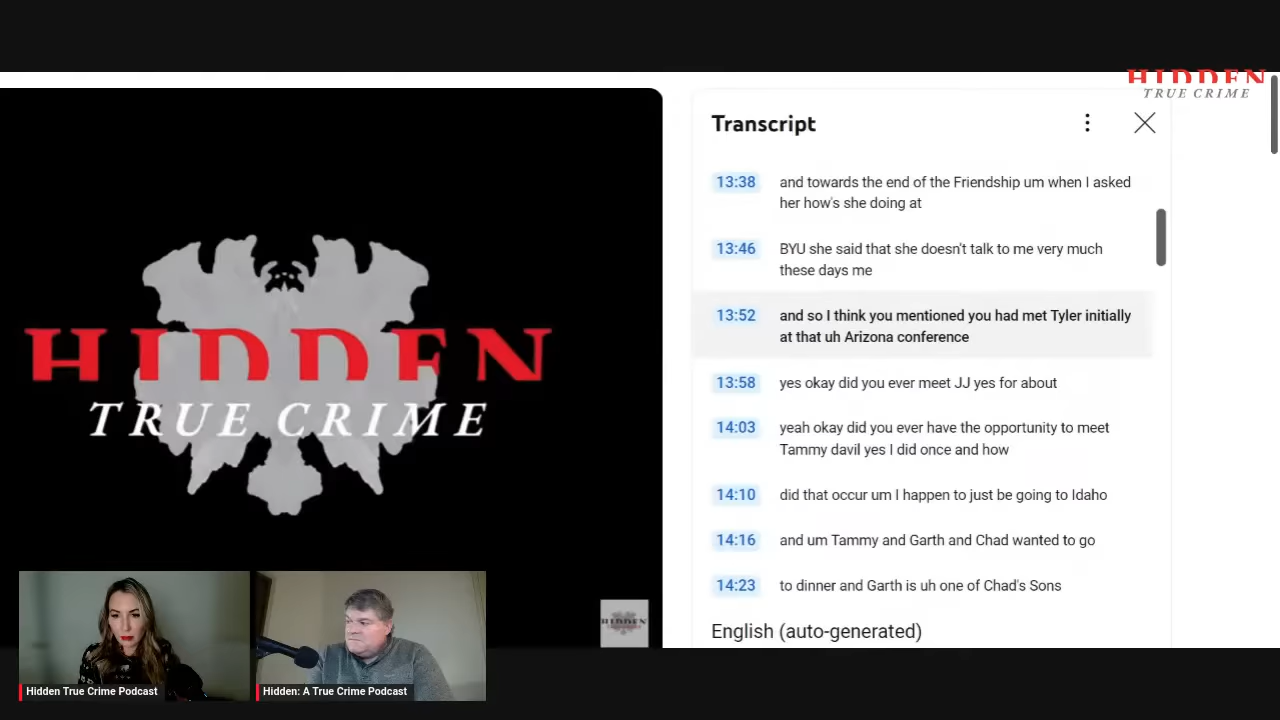 HIDDEN
TRUE CRIME
Transcript
13:38
and towards the end of the Friendship um when I asked
her how's she doing at
13:46
BYU she said that she doesn't talk to me very much
these days me
13:52
and so I think you mentioned you had met Tyler initially
at that uh Arizona conference
13:58
yes okay did you ever meet JJ yes for about
14:03
yeah okay did you ever have the opportunity to meet
Tammy davil yes I did once and how
14:10
did that occur um I happen to just be going to Idaho
14:16
and um Tammy and Garth and Chad wanted to go
14:23
to dinner and Garth is uh one of Chad's Sons
English (auto-generated)
HIDDEN
TRUE CRIME
HIDDEN
Hidden True Crime Podcast
Hidden: A True Crime Podcast